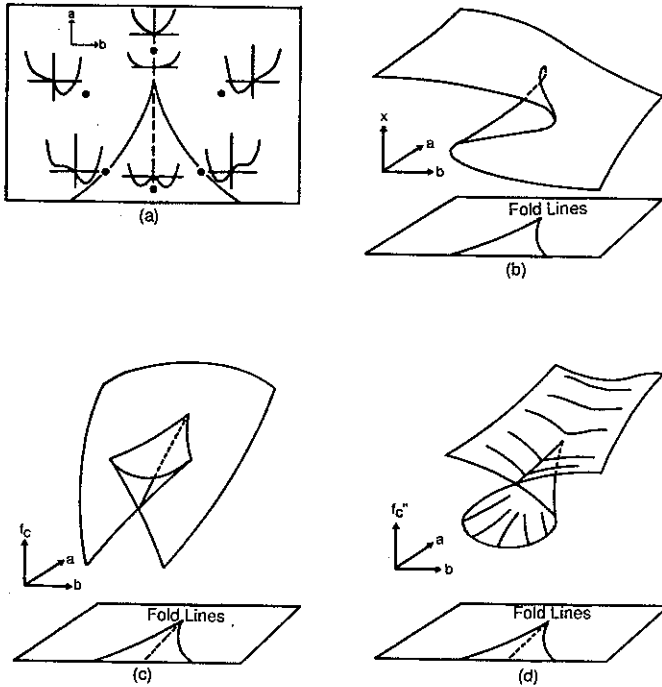 a
b
(a)
x
a
b
Fold Lines
(b)
f_c
a
b
Fold Lines
(c)
f_c"
a
b
Fold Lines
(d)